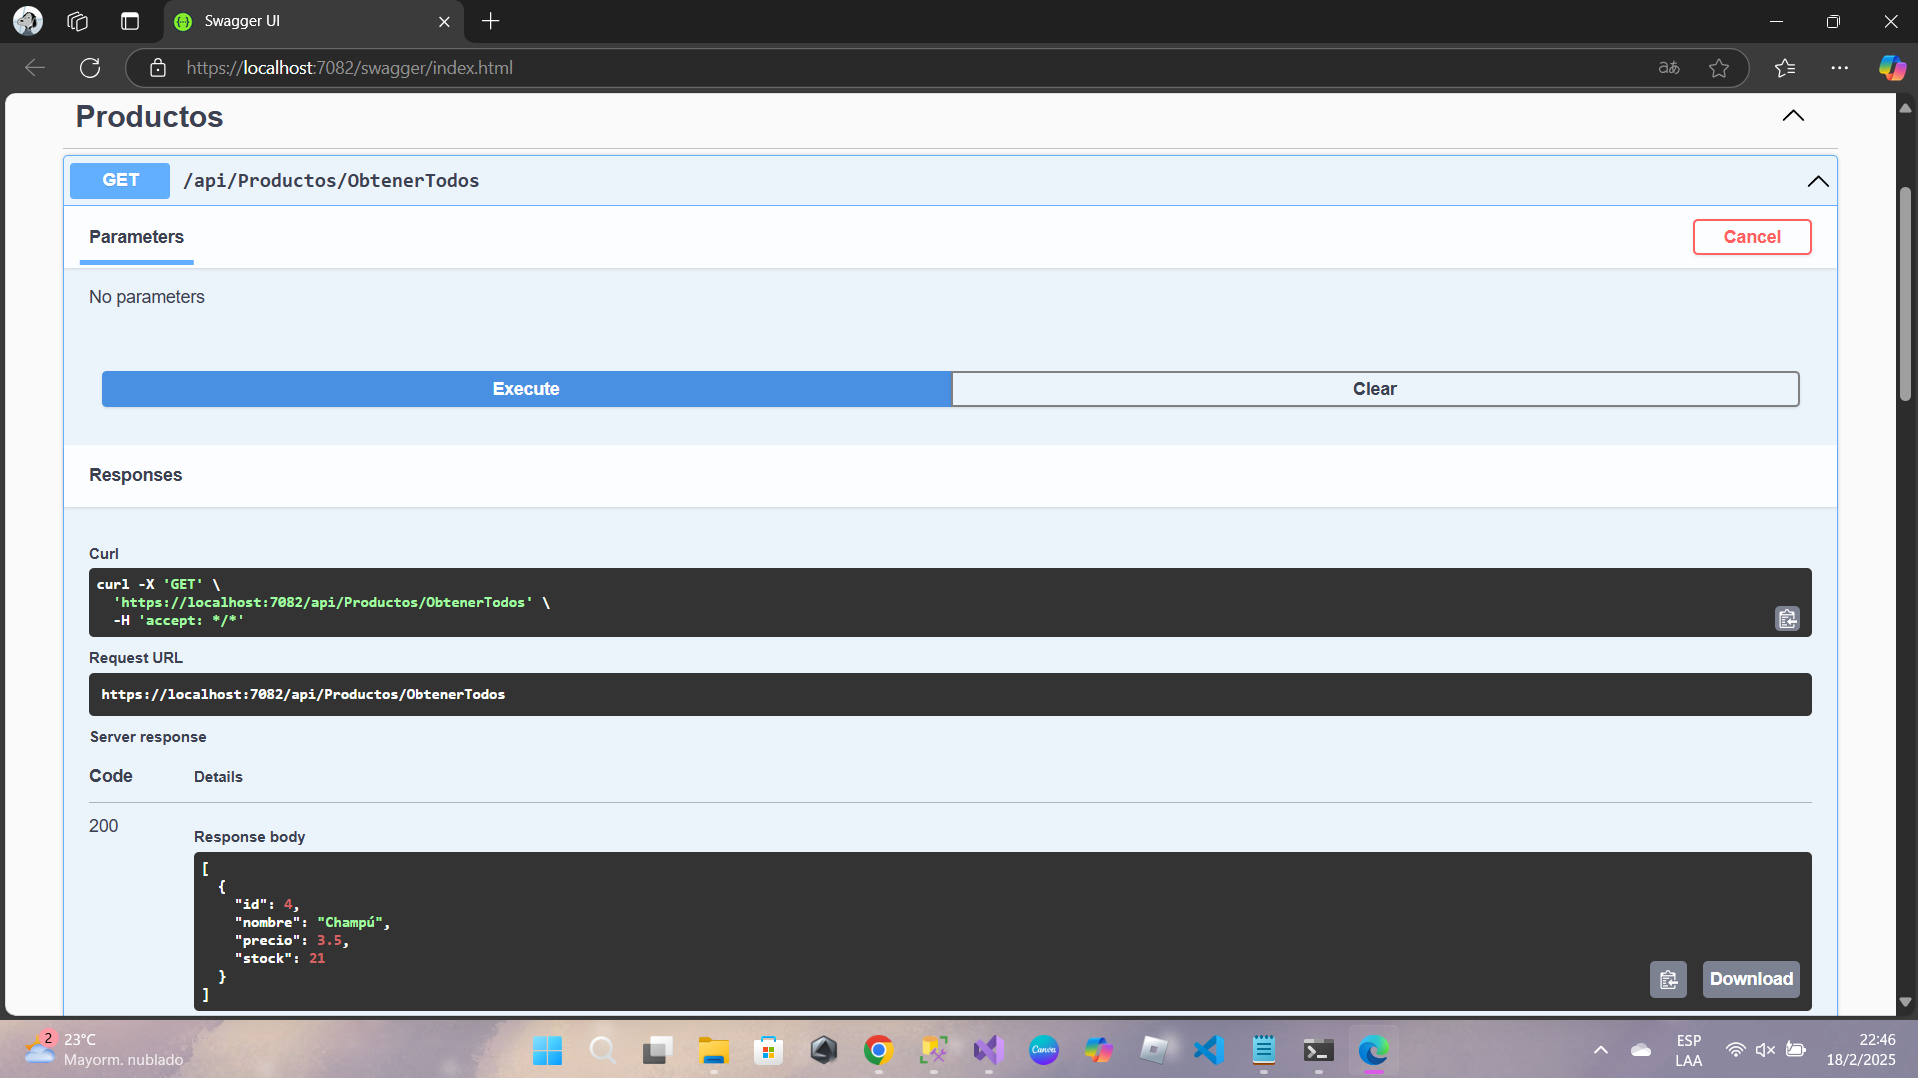 Swagger UI
https://localhost:7082/swagger/index.html
aあ
Productos
GET /api/Productos/ObtenerTodos
Parameters
Cancel
No parameters
Execute
Clear
Responses
Curl
curl -X 'GET' \
'https://localhost:7082/api/Productos/ObtenerTodos' \
-H 'accept: */*'
Request URL
https://localhost:7082/api/Productos/ObtenerTodos
Server response
Code Details
200
Response body
[
{
"id": 4,
"nombre": "Champú",
"precio": 3.5,
"stock": 21
}
]
Download
2
23°C
Mayorm. nublado
Canva
ESP
LAA
22:46
18/2/2025